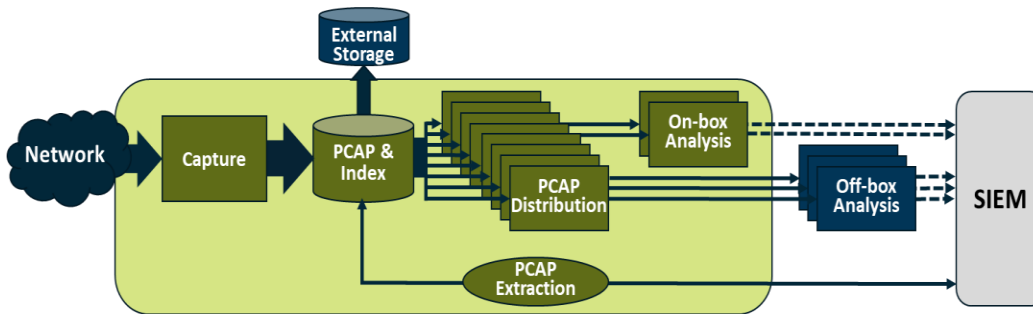 External
Storage
Network
Capture
PCAP &
Index
On-box
Analysis
PCAP
Distribution
Off-box
Analysis
SIEM
PCAP
Extraction